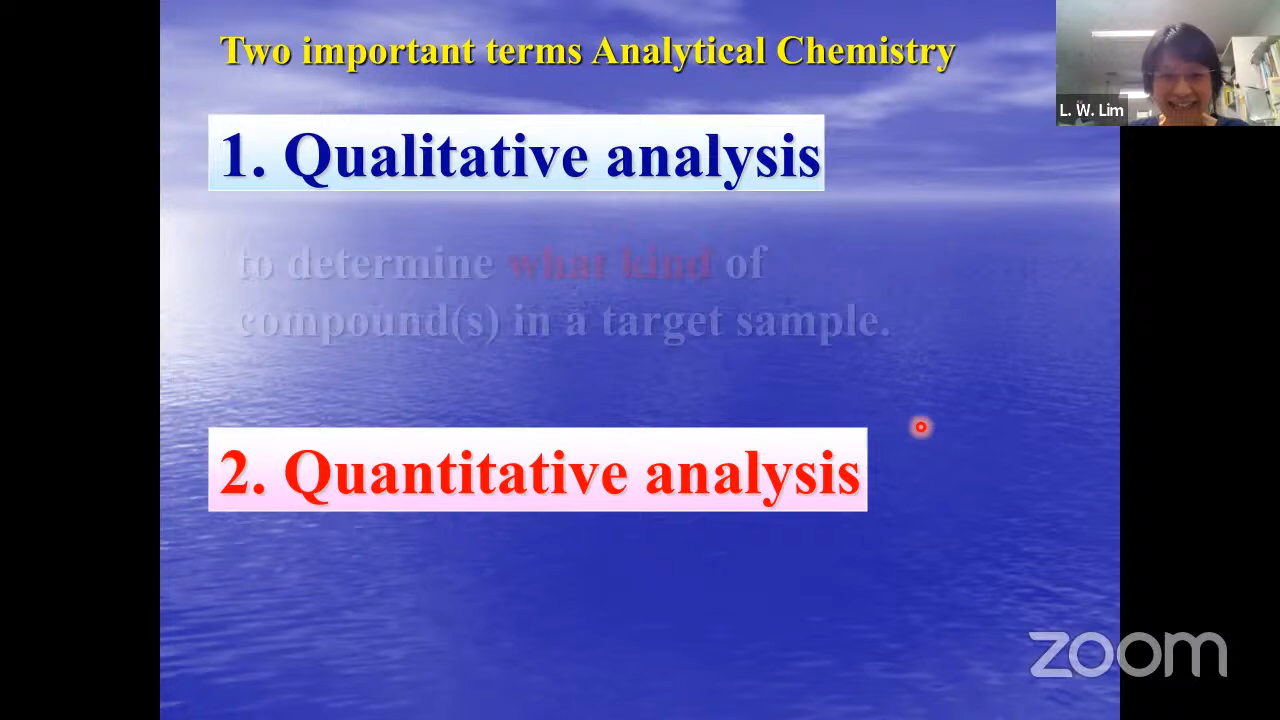 Two important terms Analytical Chemistry
1. Qualitative analysis
to determine what kind of
compound(s) in a target sample.
2. Quantitative analysis
L. W. Lim
zoom